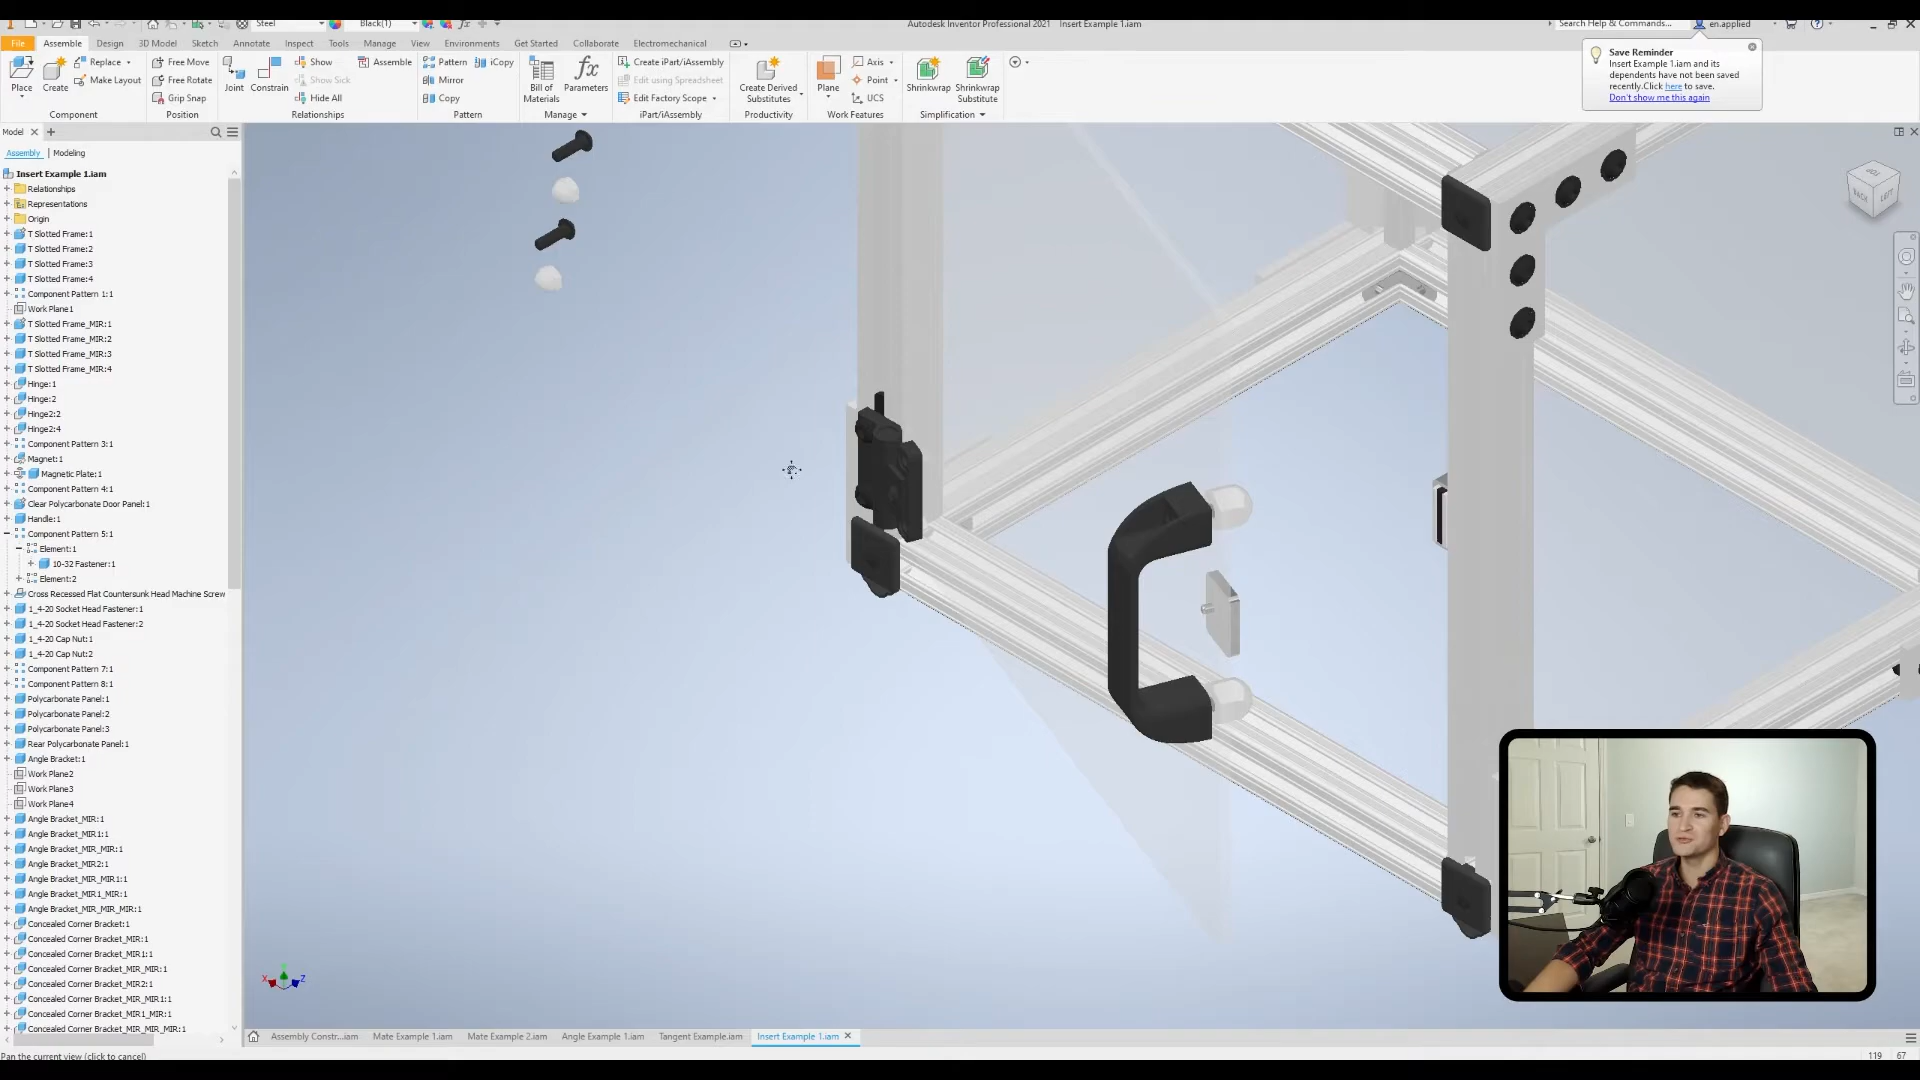 Steel
Black(1)
Autodesk Inventor Professional 2021 Insert Example 1.iam
Search Help & Commands...
en.applied
File Assemble Design 3D Model Sketch Annotate Inspect Tools Manage View Environments Get Started Collaborate Electromechanical
Place
Create
Replace
Make Layout
Component
Free Move
Free Rotate
Grip Snap
Position
Joint
Constrain
Show
Show Sick
Hide All
Relationships
Assemble
Pattern
Mirror
Copy
iCopy
Pattern
Bill of
Materials
Parameters
Manage
Create iPart/iAssembly
Edit using Spreadsheet
Edit Factory Scope
iPart/iAssembly
Create Derived
Substitutes
Productivity
Plane
Axis
Point
UCS
Work Features
Shrinkwrap
Shrinkwrap
Substitute
Simplification
Save Reminder
Insert Example 1.iam and its
dependents have not been saved
recently.Click here to save.
Don't show me this again
Model
Assembly Modeling
Insert Example 1.iam
Relationships
Representations
Origin
T Slotted Frame:1
T Slotted Frame:2
T Slotted Frame:3
T Slotted Frame:4
Component Pattern 1:1
Work Plane1
T Slotted Frame_MIR:1
T Slotted Frame_MIR:2
T Slotted Frame_MIR:3
T Slotted Frame_MIR:4
Hinge:1
Hinge:2
Hinge2:2
Hinge2:4
Component Pattern 3:1
Magnet:1
Magnetic Plate:1
Component Pattern 4:1
Clear Polycarbonate Door Panel:1
Handle:1
Component Pattern 5:1
Element:1
10-32 Fastener:1
Element:2
Cross Recessed Flat Countersunk Head Machine Screw
1_4-20 Socket Head Fastener:1
1_4-20 Socket Head Fastener:2
1_4-20 Cap Nut:1
1_4-20 Cap Nut:2
Component Pattern 7:1
Component Pattern 8:1
Polycarbonate Panel:1
Polycarbonate Panel:2
Polycarbonate Panel:3
Rear Polycarbonate Panel:1
Angle Bracket:1
Work Plane2
Work Plane3
Work Plane4
Angle Bracket_MIR:1
Angle Bracket_MIR1:1
Angle Bracket_MIR_MIR:1
Angle Bracket_MIR2:1
Angle Bracket_MIR_MIR1:1
Angle Bracket_MIR1_MIR:1
Angle Bracket_MIR_MIR_MIR:1
Concealed Corner Bracket:1
Concealed Corner Bracket_MIR:1
Concealed Corner Bracket_MIR1:1
Concealed Corner Bracket_MIR_MIR:1
Concealed Corner Bracket_MIR2:1
Concealed Corner Bracket_MIR_MIR1:1
Concealed Corner Bracket_MIR1_MIR:1
Concealed Corner Bracket_MIR_MIR_MIR:1
TOP
BACK
LEFT
X
Z
Assembly Constr...iam Mate Example 1.iam Mate Example 2.iam Angle Example 1.iam Tangent Example.iam Insert Example 1.iam
Pan the current view (click to cancel)
119 67